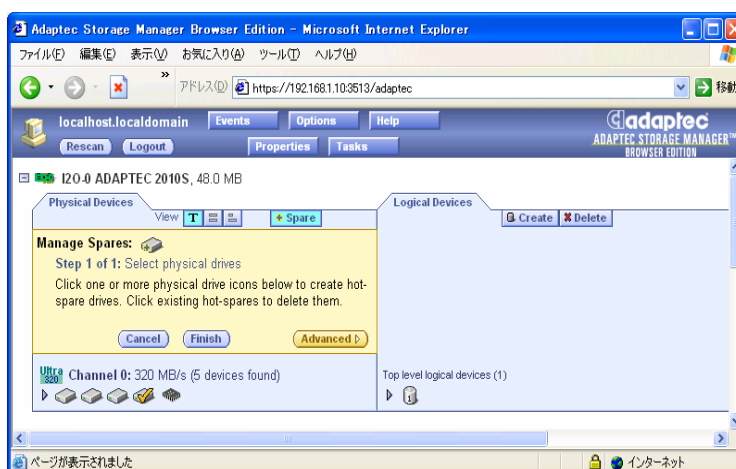 Adaptec Storage Manager Browser Edition - Microsoft Internet Explorer
ファイル(F) 編集(E) 表示(V) お気に入り(A) ツール(T) ヘルプ(H)
» アドレス(D) https://192.168.1.10:3513/adaptec 移動
localhost.localdomain Events Options Help
Rescan Logout Properties Tasks
adaptec
ADAPTEC STORAGE MANAGER™
BROWSER EDITION
I2O-0 ADAPTEC 2010S, 48.0 MB
Physical Devices
View T Spare
Logical Devices
Create Delete
Manage Spares:
Step 1 of 1: Select physical drives
Click one or more physical drive icons below to create hot-
spare drives. Click existing hot-spares to delete them.
Cancel Finish Advanced
Ultra 320 Channel 0: 320 MB/s (5 devices found)
Top level logical devices (1)
1
ページが表示されました インターネット